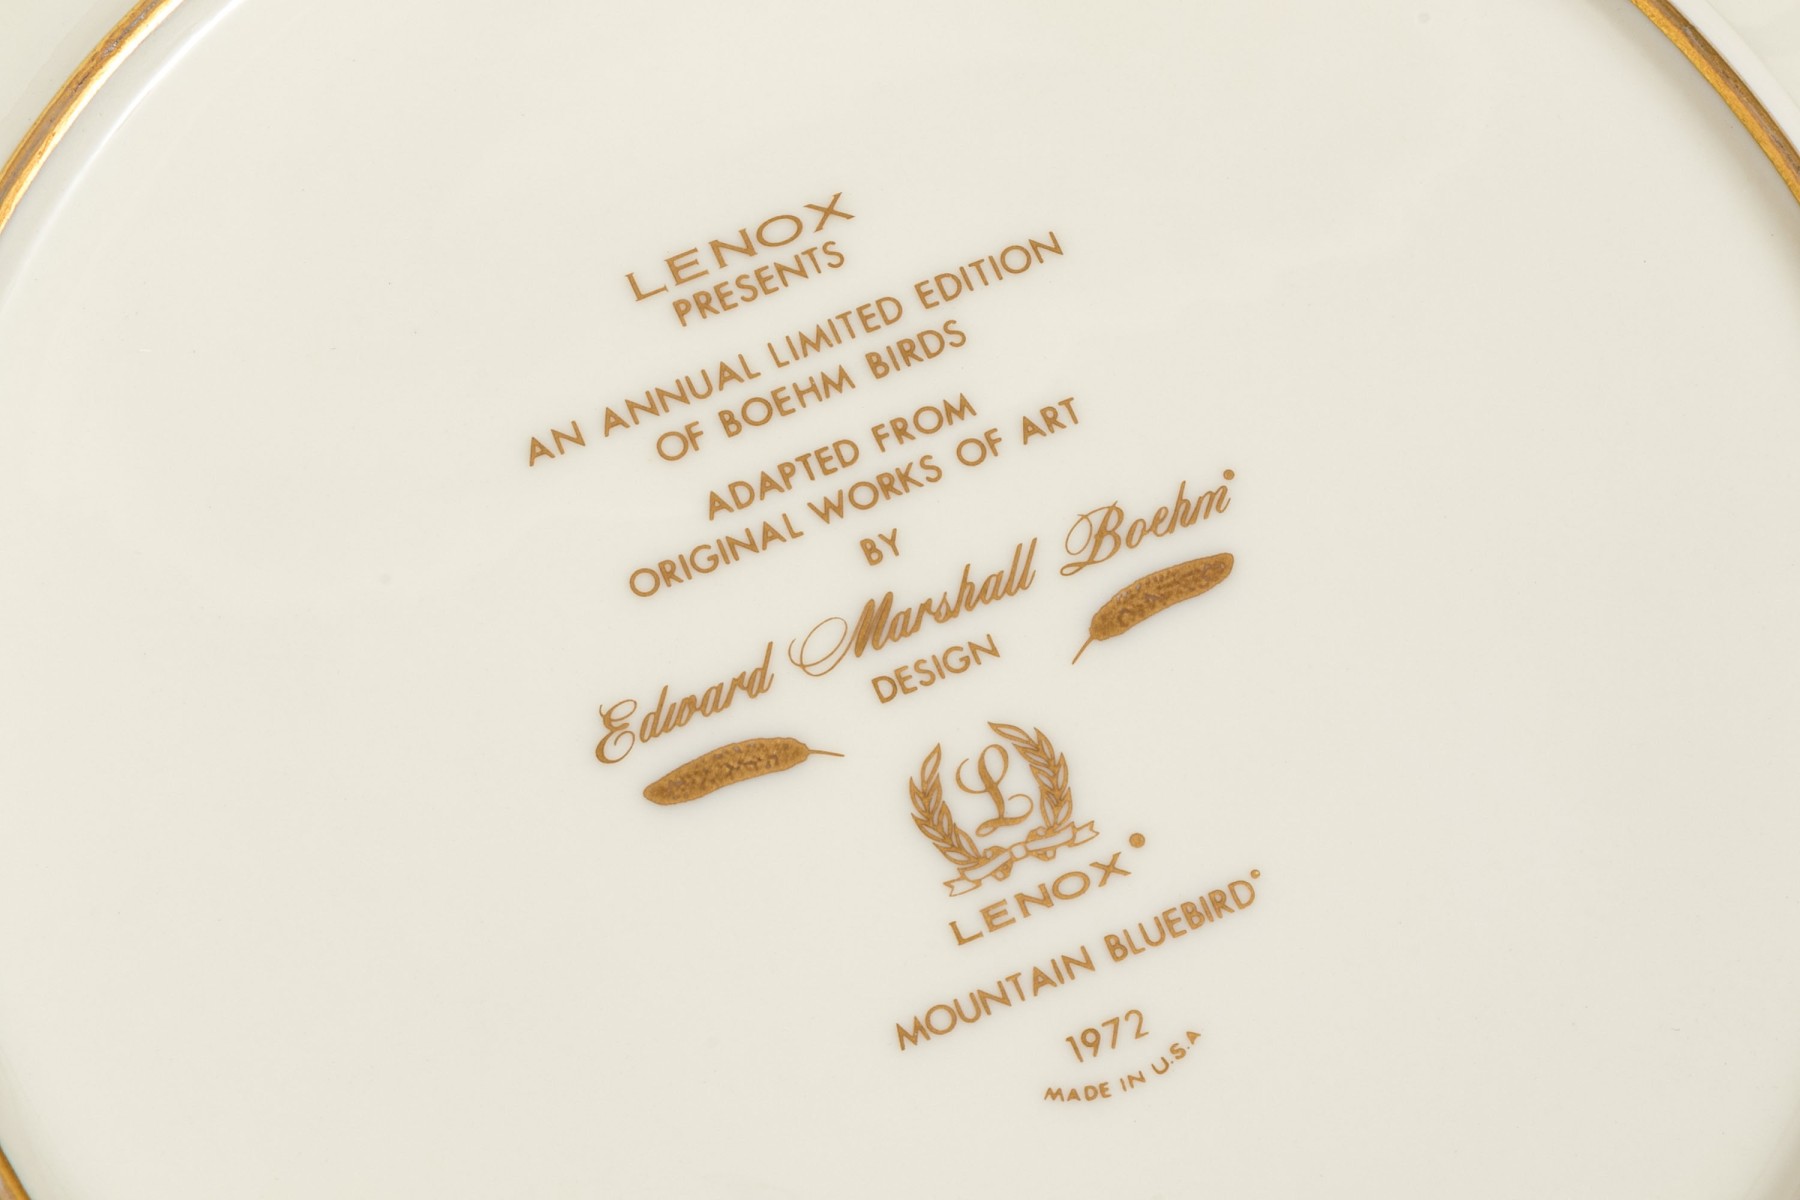 LENOX
PRESENTS
AN ANNUAL LIMITED EDITION
OF BOEHM BIRDS
ADAPTED FROM
ORIGINAL WORKS OF ART
BY
Edward Marshall Boehm
DESIGN
L
LENOX
MOUNTAIN BLUEBIRD
1972
MADE IN U.S.A